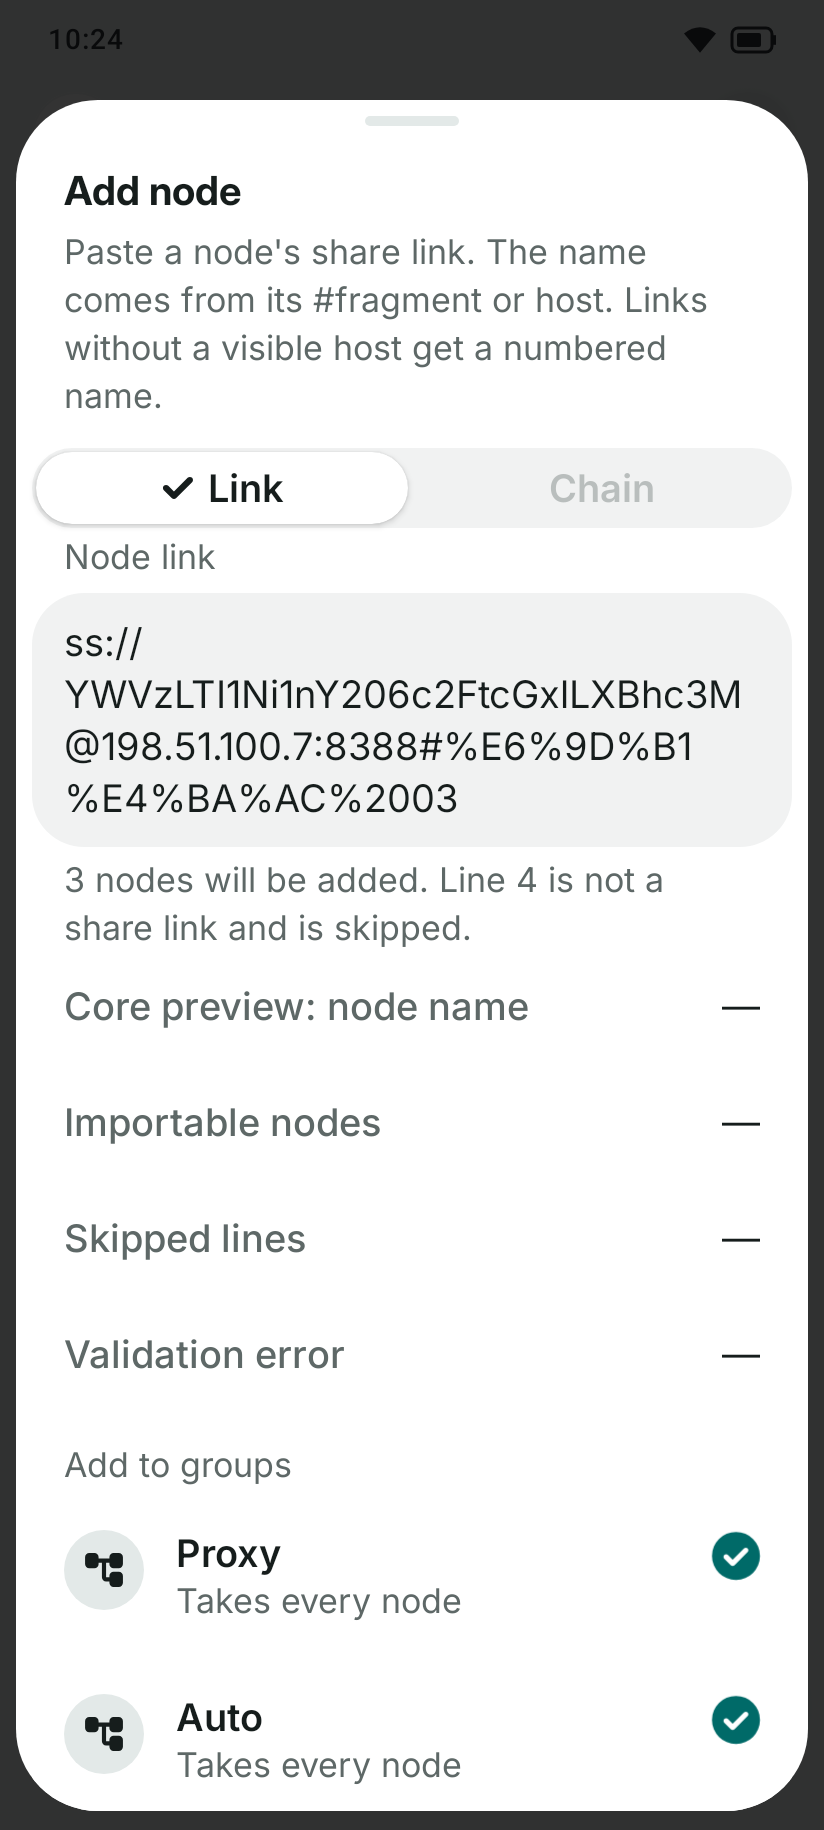 10:24
Add node
Paste a node's share link. The name
comes from its #fragment or host. Links
without a visible host get a numbered
name.
Link
Chain
Node link
ss://
YWVzLTI1Ni1nY206c2FtcGxlLXBhc3M
@198.51.100.7:8388#%E6%9D%B1
%E4%BA%AC%2003
3 nodes will be added. Line 4 is not a
share link and is skipped.
Core preview: node name —
Importable nodes —
Skipped lines —
Validation error —
Add to groups
Proxy
Takes every node
Auto
Takes every node